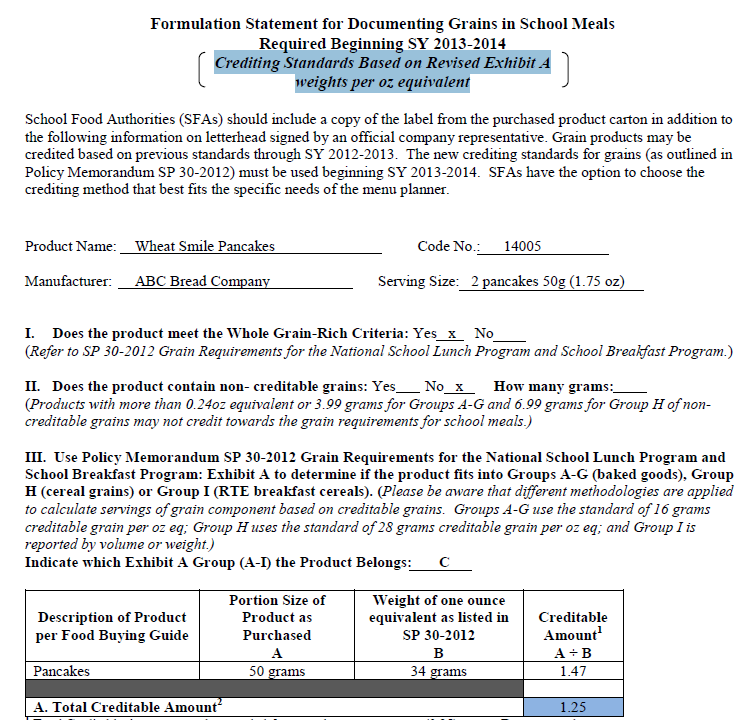 Formulation Statement for Documenting Grains in School Meals
Required Beginning SY 2013-2014
Crediting Standards Based on Revised Exhibit A
weights per oz equivalent
School Food Authorities (SFAs) should include a copy of the label from the purchased product carton in addition to
the following information on letterhead signed by an official company representative. Grain products may be
credited based on previous standards through SY 2012-2013. The new crediting standards for grains (as outlined in
Policy Memorandum SP 30-2012) must be used beginning SY 2013-2014. SFAs have the option to choose the
crediting method that best fits the specific needs of the menu planner.
Product Name: Wheat Smile Pancakes Code No.: 14005
Manufacturer: ABC Bread Company Serving Size: 2 pancakes 50g (1.75 oz)
I. Does the product meet the Whole Grain-Rich Criteria: Yes x No
(Refer to SP 30-2012 Grain Requirements for the National School Lunch Program and School Breakfast Program.)
II. Does the product contain non- creditable grains: Yes No x How many grams:
(Products with more than 0.24oz equivalent or 3.99 grams for Groups A-G and 6.99 grams for Group H of non-
creditable grains may not credit towards the grain requirements for school meals.)
III. Use Policy Memorandum SP 30-2012 Grain Requirements for the National School Lunch Program and
School Breakfast Program: Exhibit A to determine if the product fits into Groups A-G (baked goods), Group
H (cereal grains) or Group I (RTE breakfast cereals). (Please be aware that different methodologies are applied
to calculate servings of grain component based on creditable grains. Groups A-G use the standard of 16 grams
creditable grain per oz eq; Group H uses the standard of 28 grams creditable grain per oz eq; and Group I is
reported by volume or weight.)
Indicate which Exhibit A Group (A-I) the Product Belongs: C
Description of Product
per Food Buying Guide
Portion Size of
Product as
Purchased
A
Weight of one ounce
equivalent as listed in
SP 30-2012
B
Creditable
Amount1
A ÷ B
Pancakes 50 grams 34 grams 1.47
A. Total Creditable Amount2 1.25